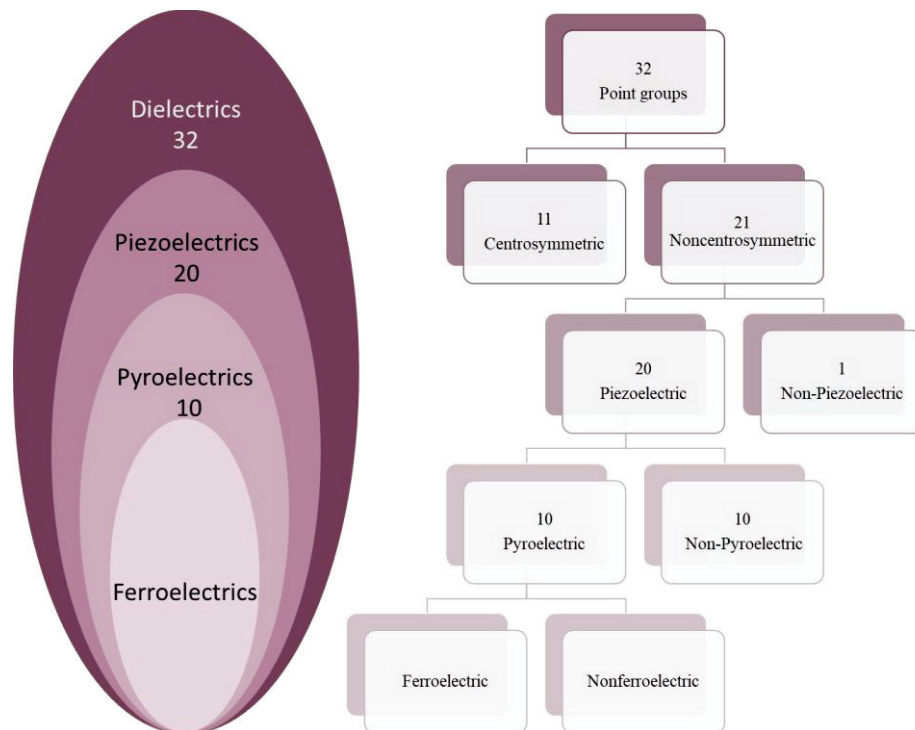 Dielectrics
32
Piezoelectrics
20
Pyroelectrics
10
Ferroelectrics
32
Point groups
11
Centrosymmetric
21
Noncentrosymmetric
20
Piezoelectric
1
Non-Piezoelectric
10
Pyroelectric
10
Non-Pyroelectric
Ferroelectric
Nonferroelectric